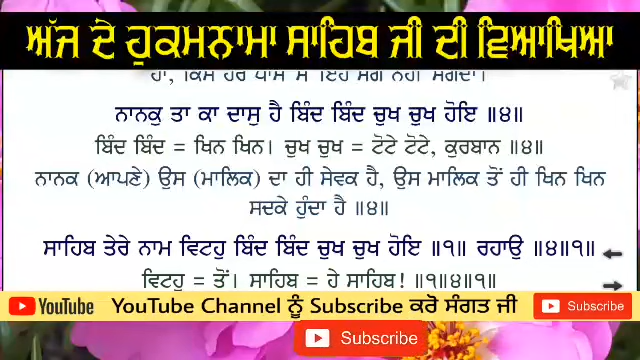 ਅੱਜ ਦੇ ਹੁਕਮਨਾਮਾ ਸਾਹਿਬ ਜੀ ਦੀ ਵਿਆਖਿਆ
ਨਾਨਕੁ ਤਾ ਕਾ ਦਾਸੁ ਹੈ ਬਿੰਦ ਬਿੰਦ ਚੁਖ ਚੁਖ ਹੋਇ ॥੪॥
ਬਿੰਦ ਬਿੰਦ = ਖਿਨ ਖਿਨ। ਚੁਖ ਚੁਖ = ਟੋਟੇ ਟੋਟੇ, ਕੁਰਬਾਨ ॥੪॥
ਨਾਨਕ (ਆਪਣੇ) ਉਸ (ਮਾਲਿਕ) ਦਾ ਹੀ ਸੇਵਕ ਹੈ, ਉਸ ਮਾਲਿਕ ਤੋਂ ਹੀ ਖਿਨ ਖਿਨ
ਸਦਕੇ ਹੁੰਦਾ ਹੈ ॥੪॥
ਸਾਹਿਬ ਤੇਰੇ ਨਾਮ ਵਿਟਹੁ ਬਿੰਦ ਬਿੰਦ ਚੁਖ ਚੁਖ ਹੋਇ ॥੧॥ ਰਹਾਉ ॥੪॥੧॥
ਵਿਟਹੁ = ਤੋਂ। ਸਾਹਿਬ = ਹੇ ਸਾਹਿਬ! ॥੧॥੪॥੧॥
YouTube YouTube Channel ਨੂੰ Subscribe ਕਰੋ ਸੰਗਤ ਜੀ Subscribe
Subscribe